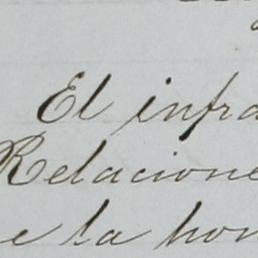 El infra
Relacione
e la hon